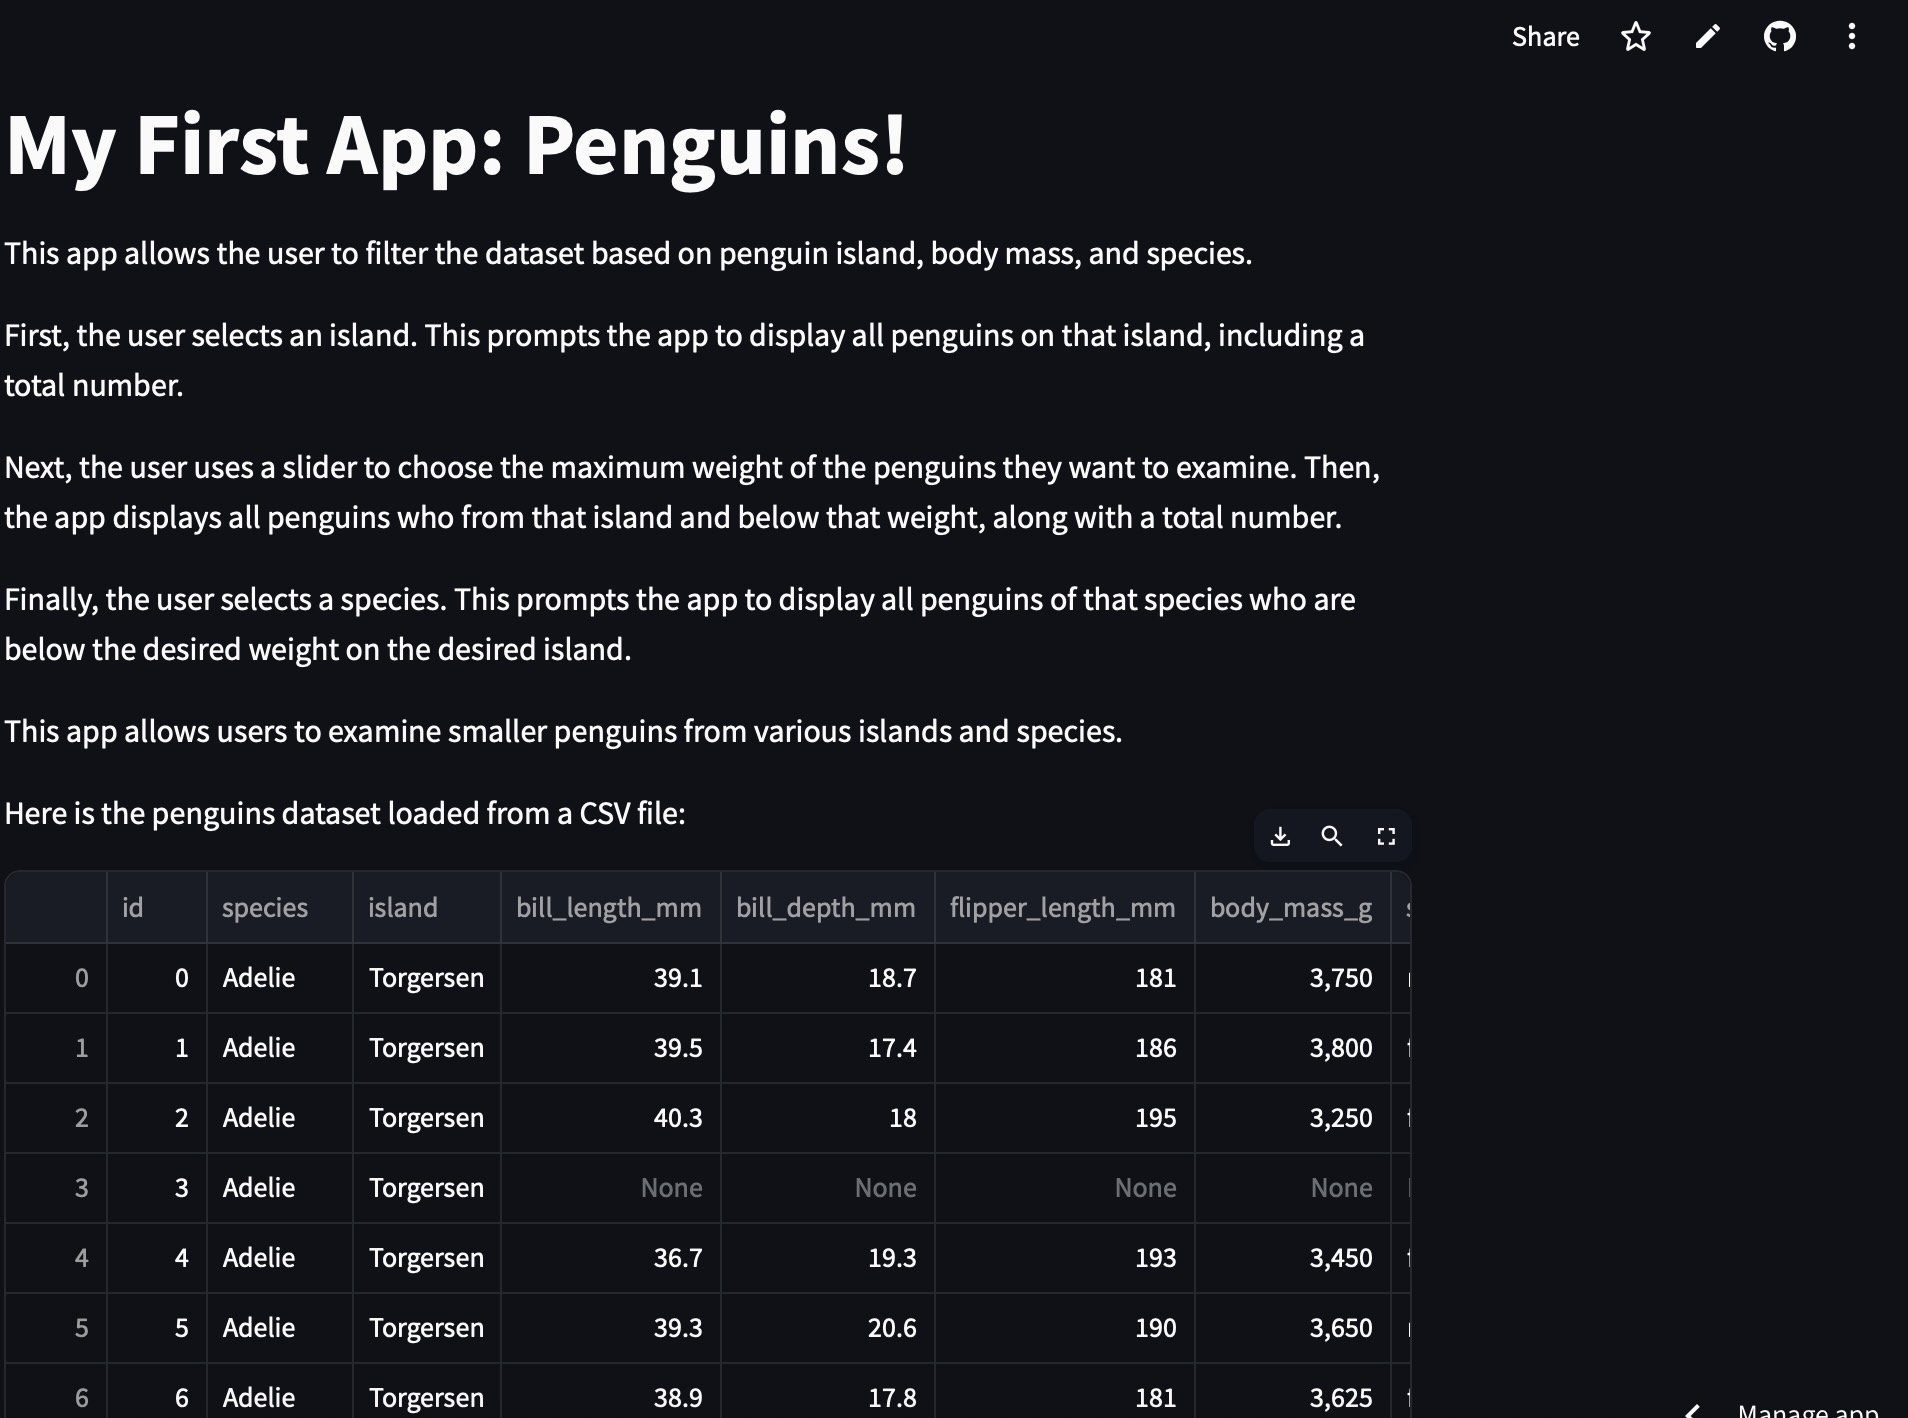 Share
My First App: Penguins!
This app allows the user to filter the dataset based on penguin island, body mass, and species.
First, the user selects an island. This prompts the app to display all penguins on that island, including a
total number.
Next, the user uses a slider to choose the maximum weight of the penguins they want to examine. Then,
the app displays all penguins who from that island and below that weight, along with a total number.
Finally, the user selects a species. This prompts the app to display all penguins of that species who are
below the desired weight on the desired island.
This app allows users to examine smaller penguins from various islands and species.
Here is the penguins dataset loaded from a CSV file:
id species island bill_length_mm bill_depth_mm flipper_length_mm body_mass_g
0 0 Adelie Torgersen 39.1 18.7 181 3,750
1 1 Adelie Torgersen 39.5 17.4 186 3,800
2 2 Adelie Torgersen 40.3 18 195 3,250
3 3 Adelie Torgersen None None None None
4 4 Adelie Torgersen 36.7 19.3 193 3,450
5 5 Adelie Torgersen 39.3 20.6 190 3,650
6 6 Adelie Torgersen 38.9 17.8 181 3,625
Manage app